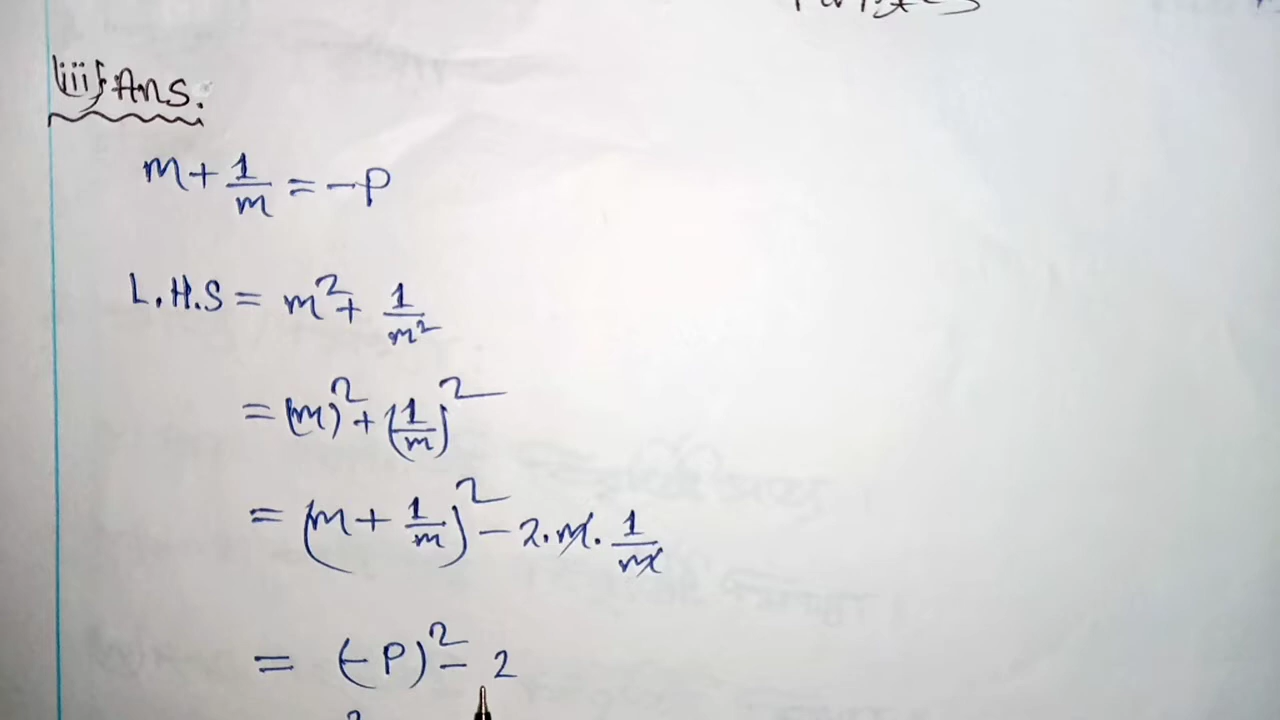 (iii) Ans.
m + 1/m = -P
L.H.S = m² + 1/m²
= (m)² + (1/m)²
= (m + 1/m)² - 2.m. 1/m
= (-P)² - 2